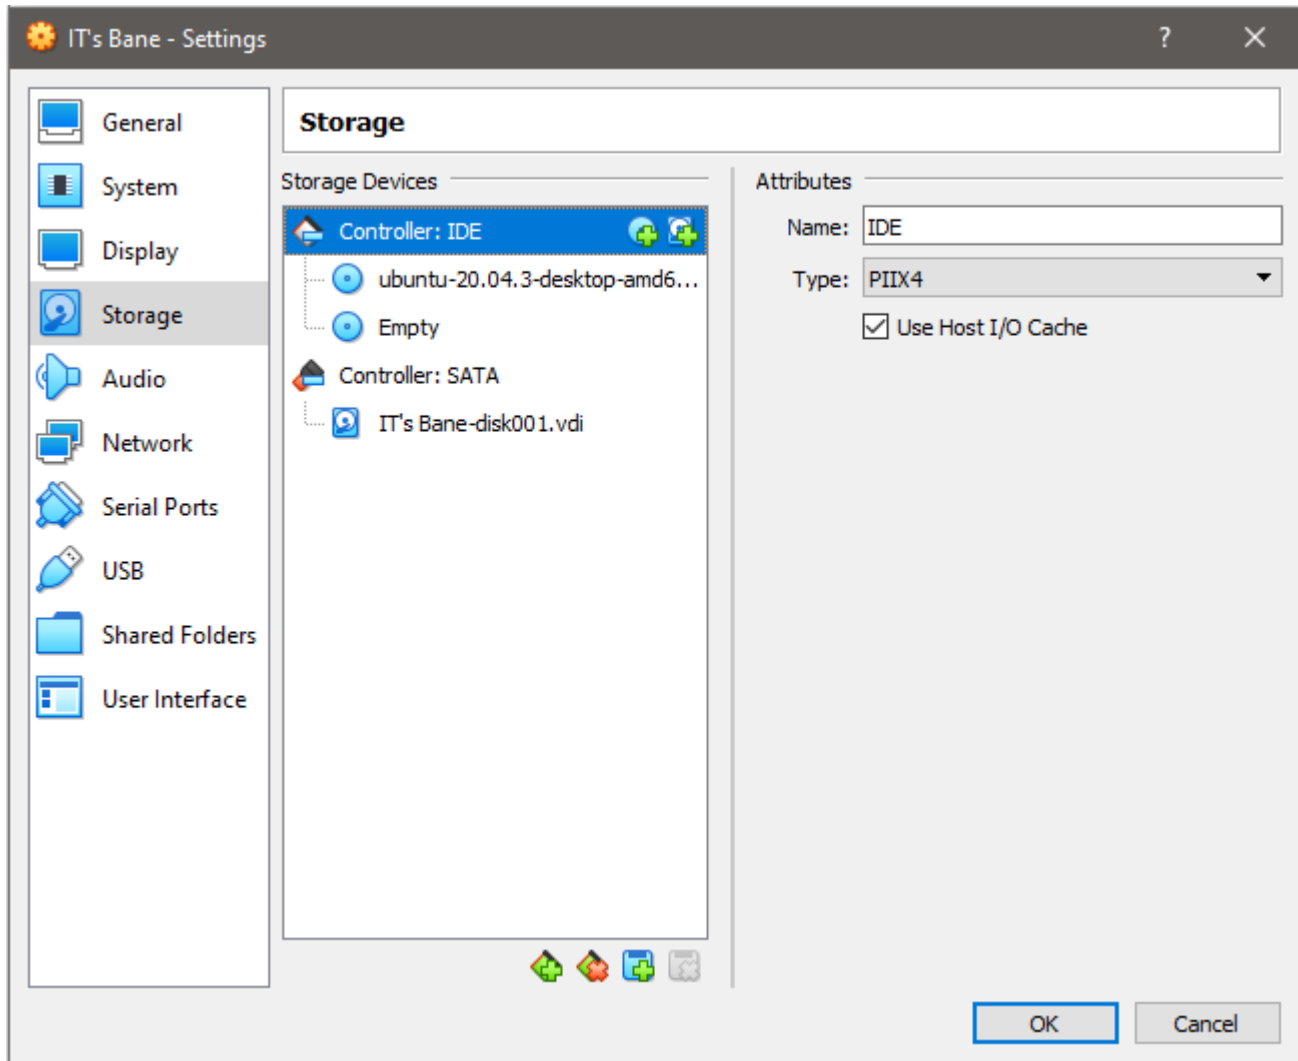 IT's Bane - Settings
?
General
System
Display
Storage
Audio
Network
Serial Ports
USB
Shared Folders
User Interface
Storage
Storage Devices
Controller: IDE
ubuntu-20.04.3-desktop-amd6...
Empty
Controller: SATA
IT's Bane-disk001.vdi
Attributes
Name: IDE
Type: PIIX4
Use Host I/O Cache
OK
Cancel